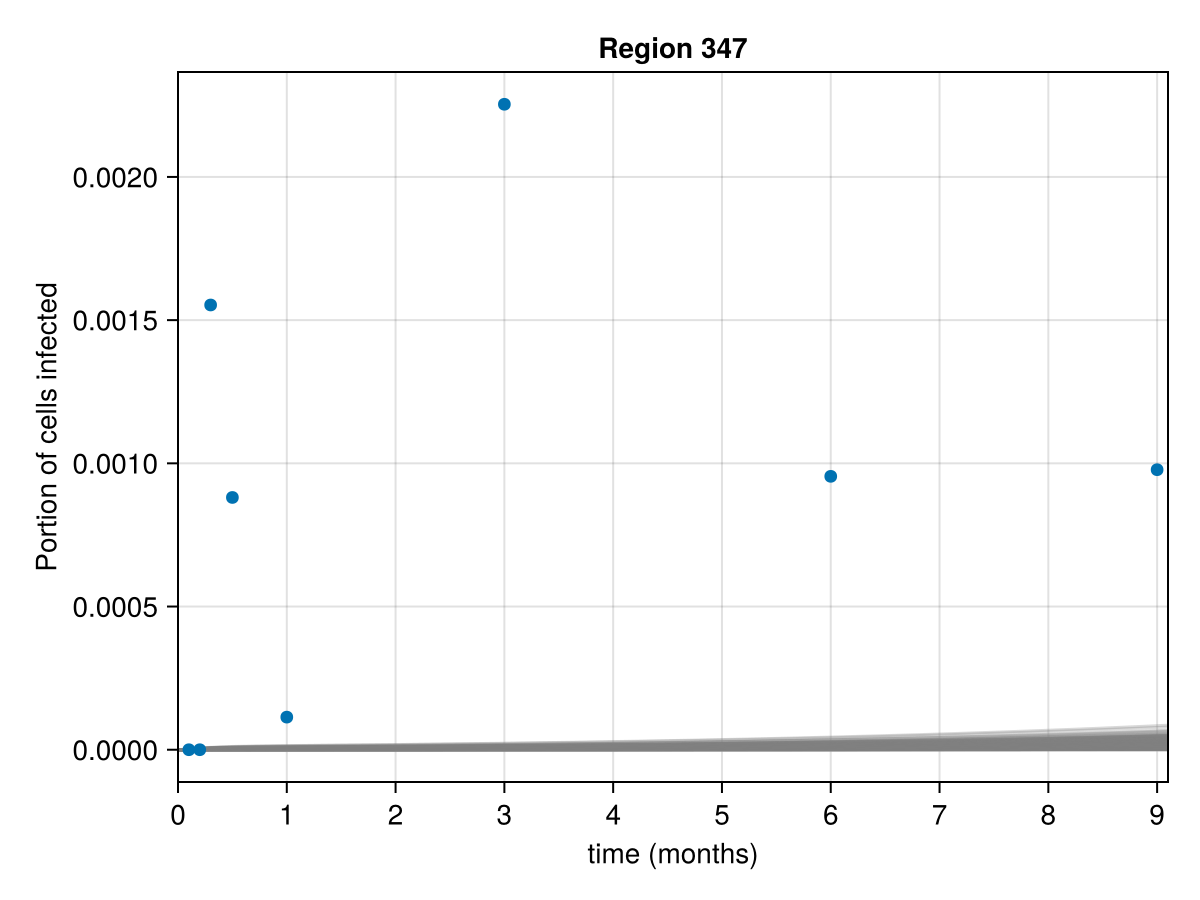 Region 347
Portion of cells infected
0.0020
0.0015
0.0010
0.0005
0.0000
0 1 2 3 4 5 6 7 8 9
time (months)